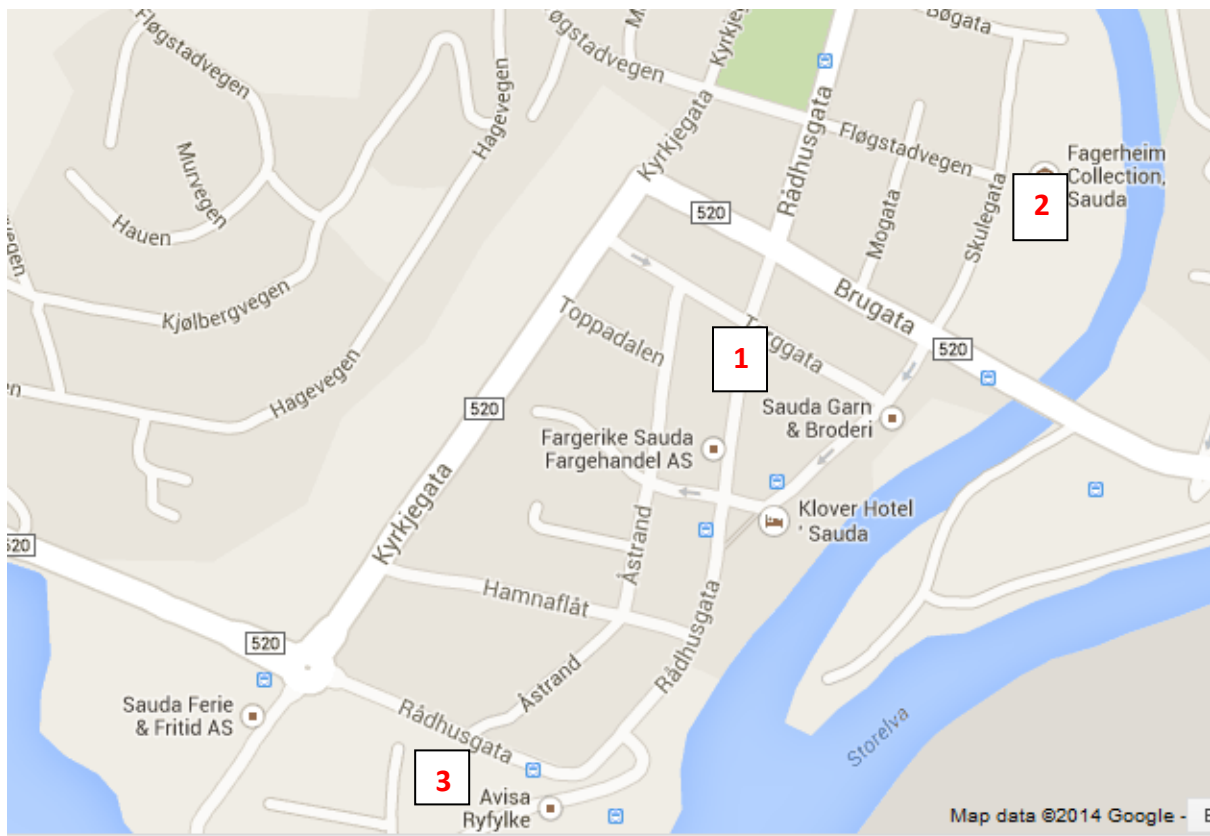 Fløgstadvegen
Kyrkje
Bøgata
Fløgstadvegen
Hagevegen
Kyrkjegata
Rådhusgata
Fløgstadvegen
Fagerheim
Collection,
Sauda
2
Murvegen
Hauen
520
Mogata
Skulegata
Kjølbergvegen
Toppadalen
Brugata
Torggata
520
1
Hagevegen
520
Sauda Garn
& Broderi
Fargerike Sauda
Fargehandel AS
Kyrkjegata
Klover Hotel
' Sauda
Åstrand
Hamnaflåt
520
Rådhusgata
Åstrand
Sauda Ferie
& Fritid AS
Rådhusgata
Storelva
3
Avisa
Ryfylke
Map data ©2014 Google -